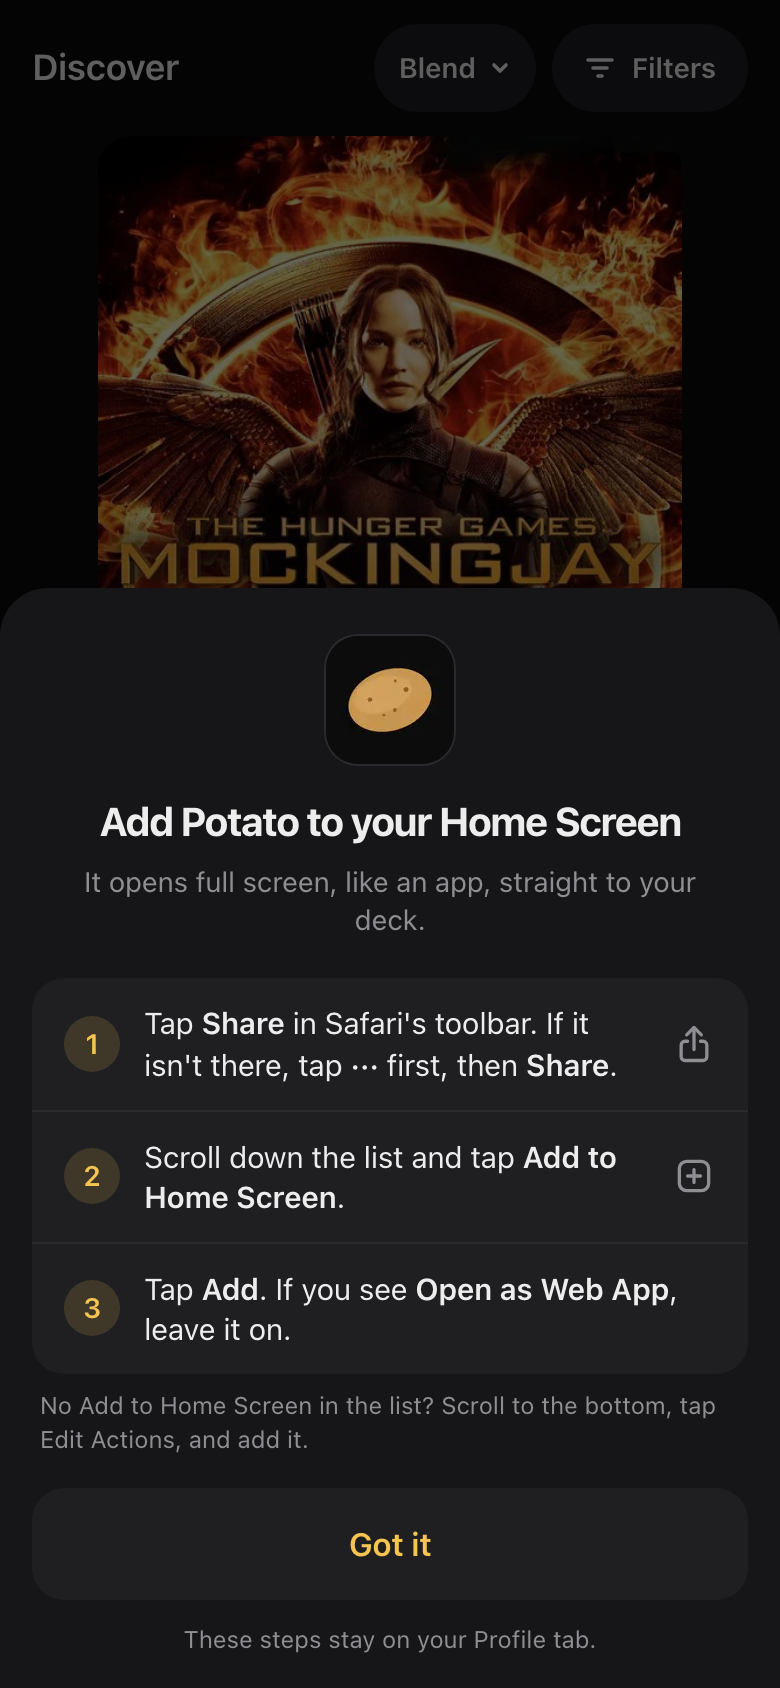 Discover
Blend
Filters
THE HUNGER GAMES:
MOCKINGJAY
Add Potato to your Home Screen
It opens full screen, like an app, straight to your
deck.
1
Tap Share in Safari's toolbar. If it
isn't there, tap ··· first, then Share.
2
Scroll down the list and tap Add to
Home Screen.
3
Tap Add. If you see Open as Web App,
leave it on.
No Add to Home Screen in the list? Scroll to the bottom, tap
Edit Actions, and add it.
Got it
These steps stay on your Profile tab.